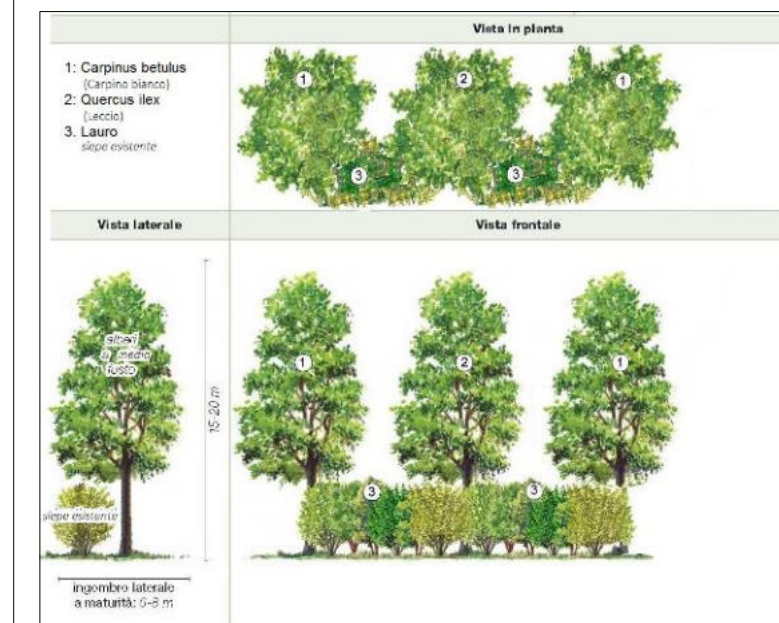 Vista in pianta
1: Carpinus betulus
(Carpino bianco)
2: Quercus ilex
(Leccio)
3. Lauro
siepe esistente
1
2
1
3
3
Vista laterale
Vista frontale
alberi
a medio
fusto
15-20 m
1
2
1
siepe esistente
3
3
ingombro laterale
a maturità: 6-8 m